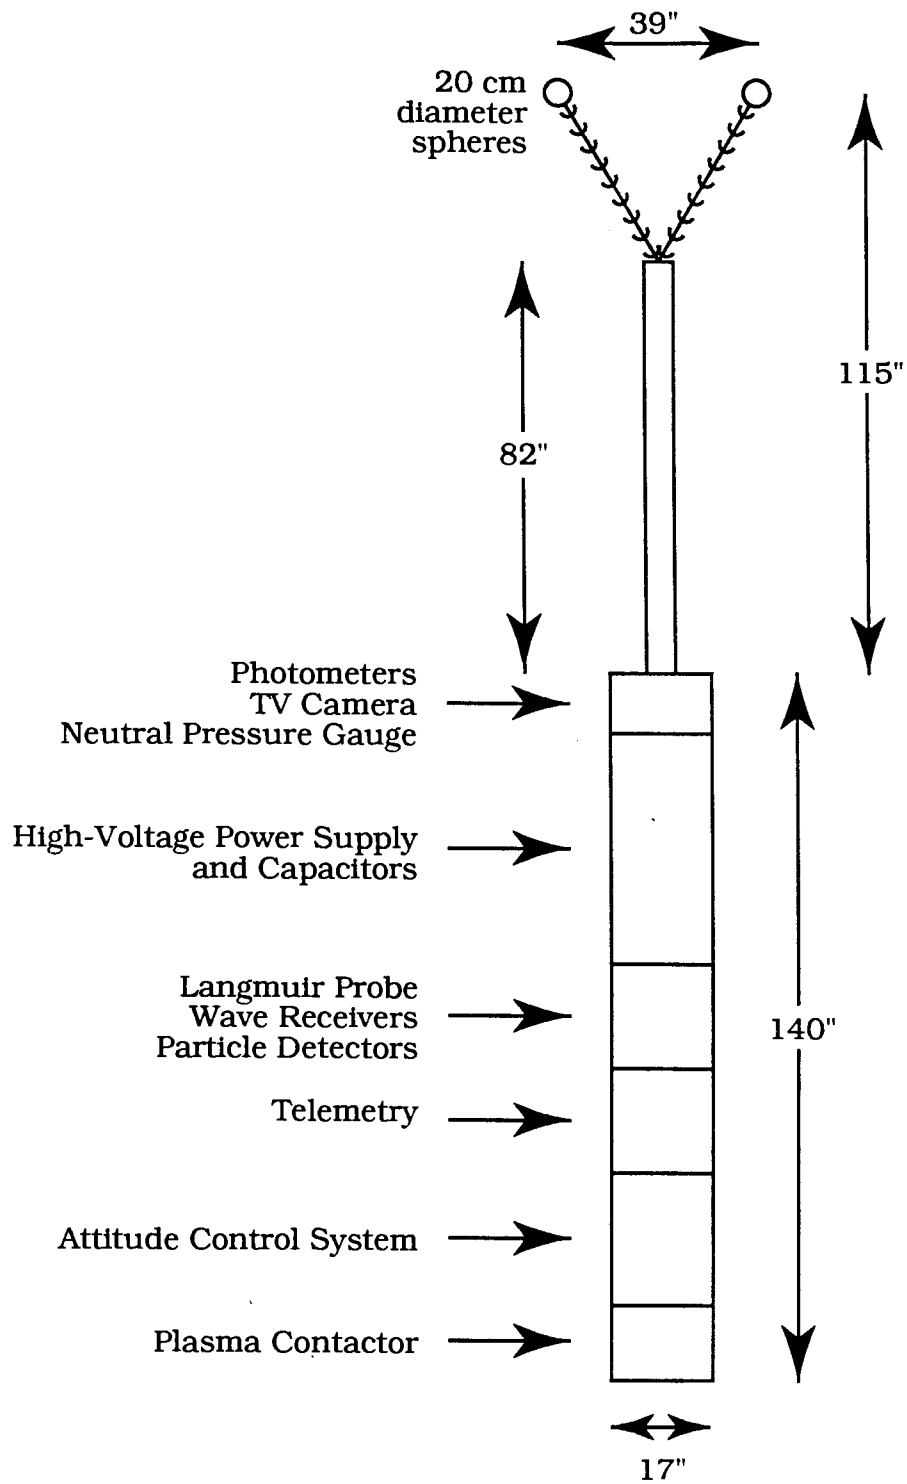 39"
20 cm
diameter
spheres
115"
82"
Photometers
TV Camera
Neutral Pressure Gauge
High-Voltage Power Supply
and Capacitors
Langmuir Probe
Wave Receivers
Particle Detectors
140"
Telemetry
Attitude Control System
Plasma Contactor
17"